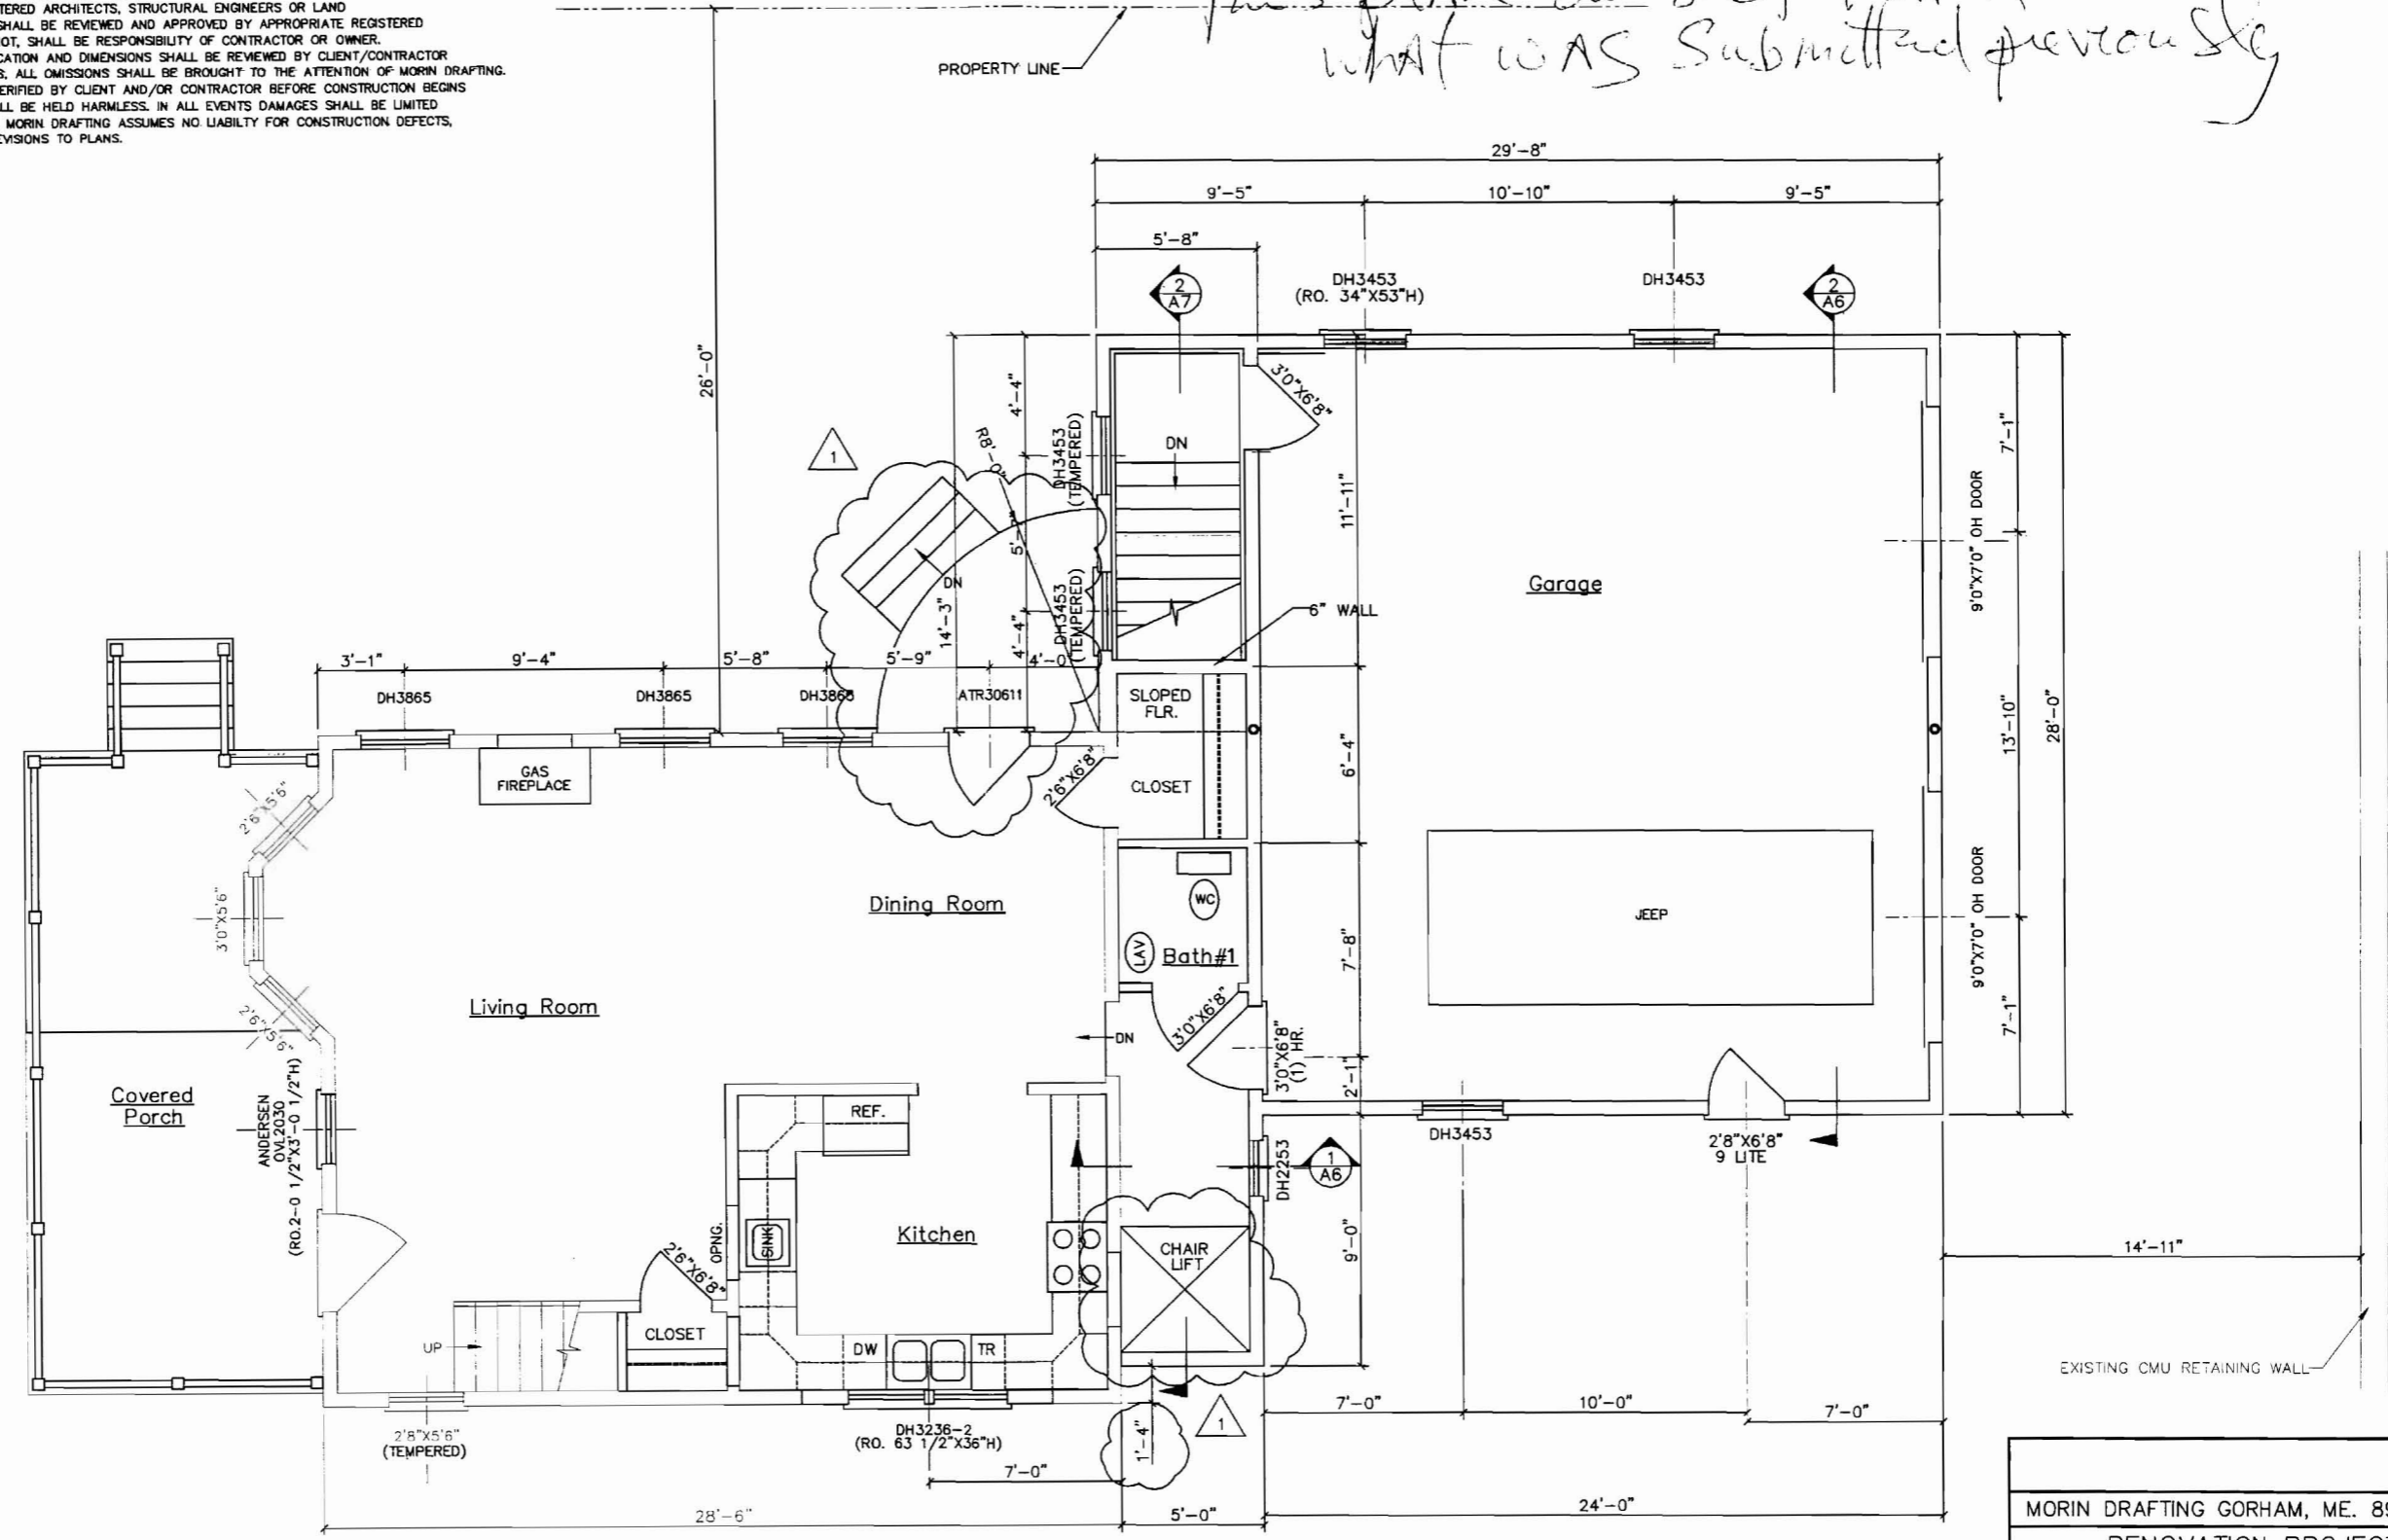 TERED ARCHITECTS, STRUCTURAL ENGINEERS OR LAND
SHALL BE REVIEWED AND APPROVED BY APPROPRIATE REGISTERED
OT, SHALL BE RESPONSIBILITY OF CONTRACTOR OR OWNER.
CATION AND DIMENSIONS SHALL BE REVIEWED BY CLIENT/CONTRACTOR
S, ALL OMISSIONS SHALL BE BROUGHT TO THE ATTENTION OF MORIN DRAFTING.
ERIFIED BY CLIENT AND/OR CONTRACTOR BEFORE CONSTRUCTION BEGINS
LL BE HELD HARMLESS. IN ALL EVENTS DAMAGES SHALL BE LIMITED
MORIN DRAFTING ASSUMES NO LIABILTY FOR CONSTRUCTION DEFECTS,
EVISIONS TO PLANS.
what WAS Submitted previously
PROPERTY LINE
29'-8"
9'-5"
10'-10"
9'-5"
5'-8"
2
A7
DH3453
(RO. 34"X53"H)
DH3453
2
A6
26'-0"
4'-4"
R8'-0"
DH3453
(TEMPERED)
DN
3'0"X6'8"
7'-1"
1
11'-11"
9'0"X7'0" OH DOOR
DN
14'-3"
4'-4"
DH3453
(TEMPERED)
Garage
6" WALL
3'-1"
9'-4"
5'-8"
5'-9"
4'-0
DH3865
DH3865
DH3865
ATR30611
SLOPED
FLR.
13'-10"
28'-0"
GAS
FIREPLACE
2'6"X6'8"
CLOSET
6'-4"
2'6"X5'6"
3'0"X5'6"
2'6"X5'6"
Dining Room
WC
LAV
Bath#1
7'-8"
JEEP
9'0"X7'0" OH DOOR
Living Room
3'0"X6'8"
DN
3'0"X6'8"
(1) HR.
2'-1"
7'-1"
Covered
Porch
ANDERSEN
OVL2030
(RO.2-0 1/2"X3'-0 1/2"H)
REF.
DH3453
2'8"X6'8"
9 LITE
DH2253
1
A6
OPNG.
SINK
Kitchen
CHAIR
LIFT
9'-0"
14'-11"
2'6"X6'8"
CLOSET
UP
DW
TR
EXISTING CMU RETAINING WALL
7'-0"
10'-0"
7'-0"
2'8"X5'6"
(TEMPERED)
DH3236-2
(RO. 63 1/2"X36"H)
1'-4"
1
7'-0"
28'-6"
5'-0"
24'-0"
MORIN DRAFTING GORHAM, ME. 8